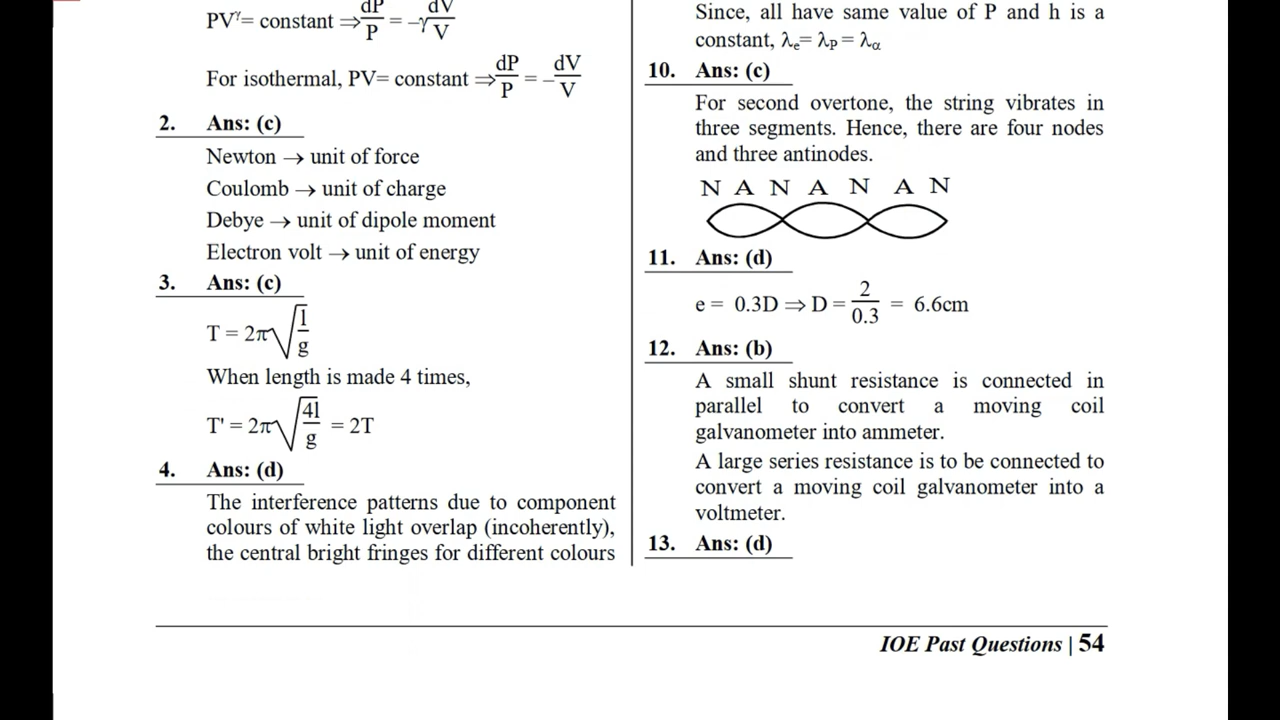 PVγ= constant ⇒ dP/P = −γ dV/V
For isothermal, PV= constant ⇒ dP/P = − dV/V
2. Ans: (c)
Newton → unit of force
Coulomb → unit of charge
Debye → unit of dipole moment
Electron volt → unit of energy
3. Ans: (c)
T = 2π√(l/g)
When length is made 4 times,
T' = 2π√(4l/g) = 2T
4. Ans: (d)
The interference patterns due to component
colours of white light overlap (incoherently),
the central bright fringes for different colours
Since, all have same value of P and h is a
constant, λe= λP = λα
10. Ans: (c)
For second overtone, the string vibrates in
three segments. Hence, there are four nodes
and three antinodes.
N A N A N A N
11. Ans: (d)
e = 0.3D ⇒ D = 2/0.3 = 6.6cm
12. Ans: (b)
A small shunt resistance is connected in
parallel to convert a moving coil
galvanometer into ammeter.
A large series resistance is to be connected to
convert a moving coil galvanometer into a
voltmeter.
13. Ans: (d)
IOE Past Questions | 54